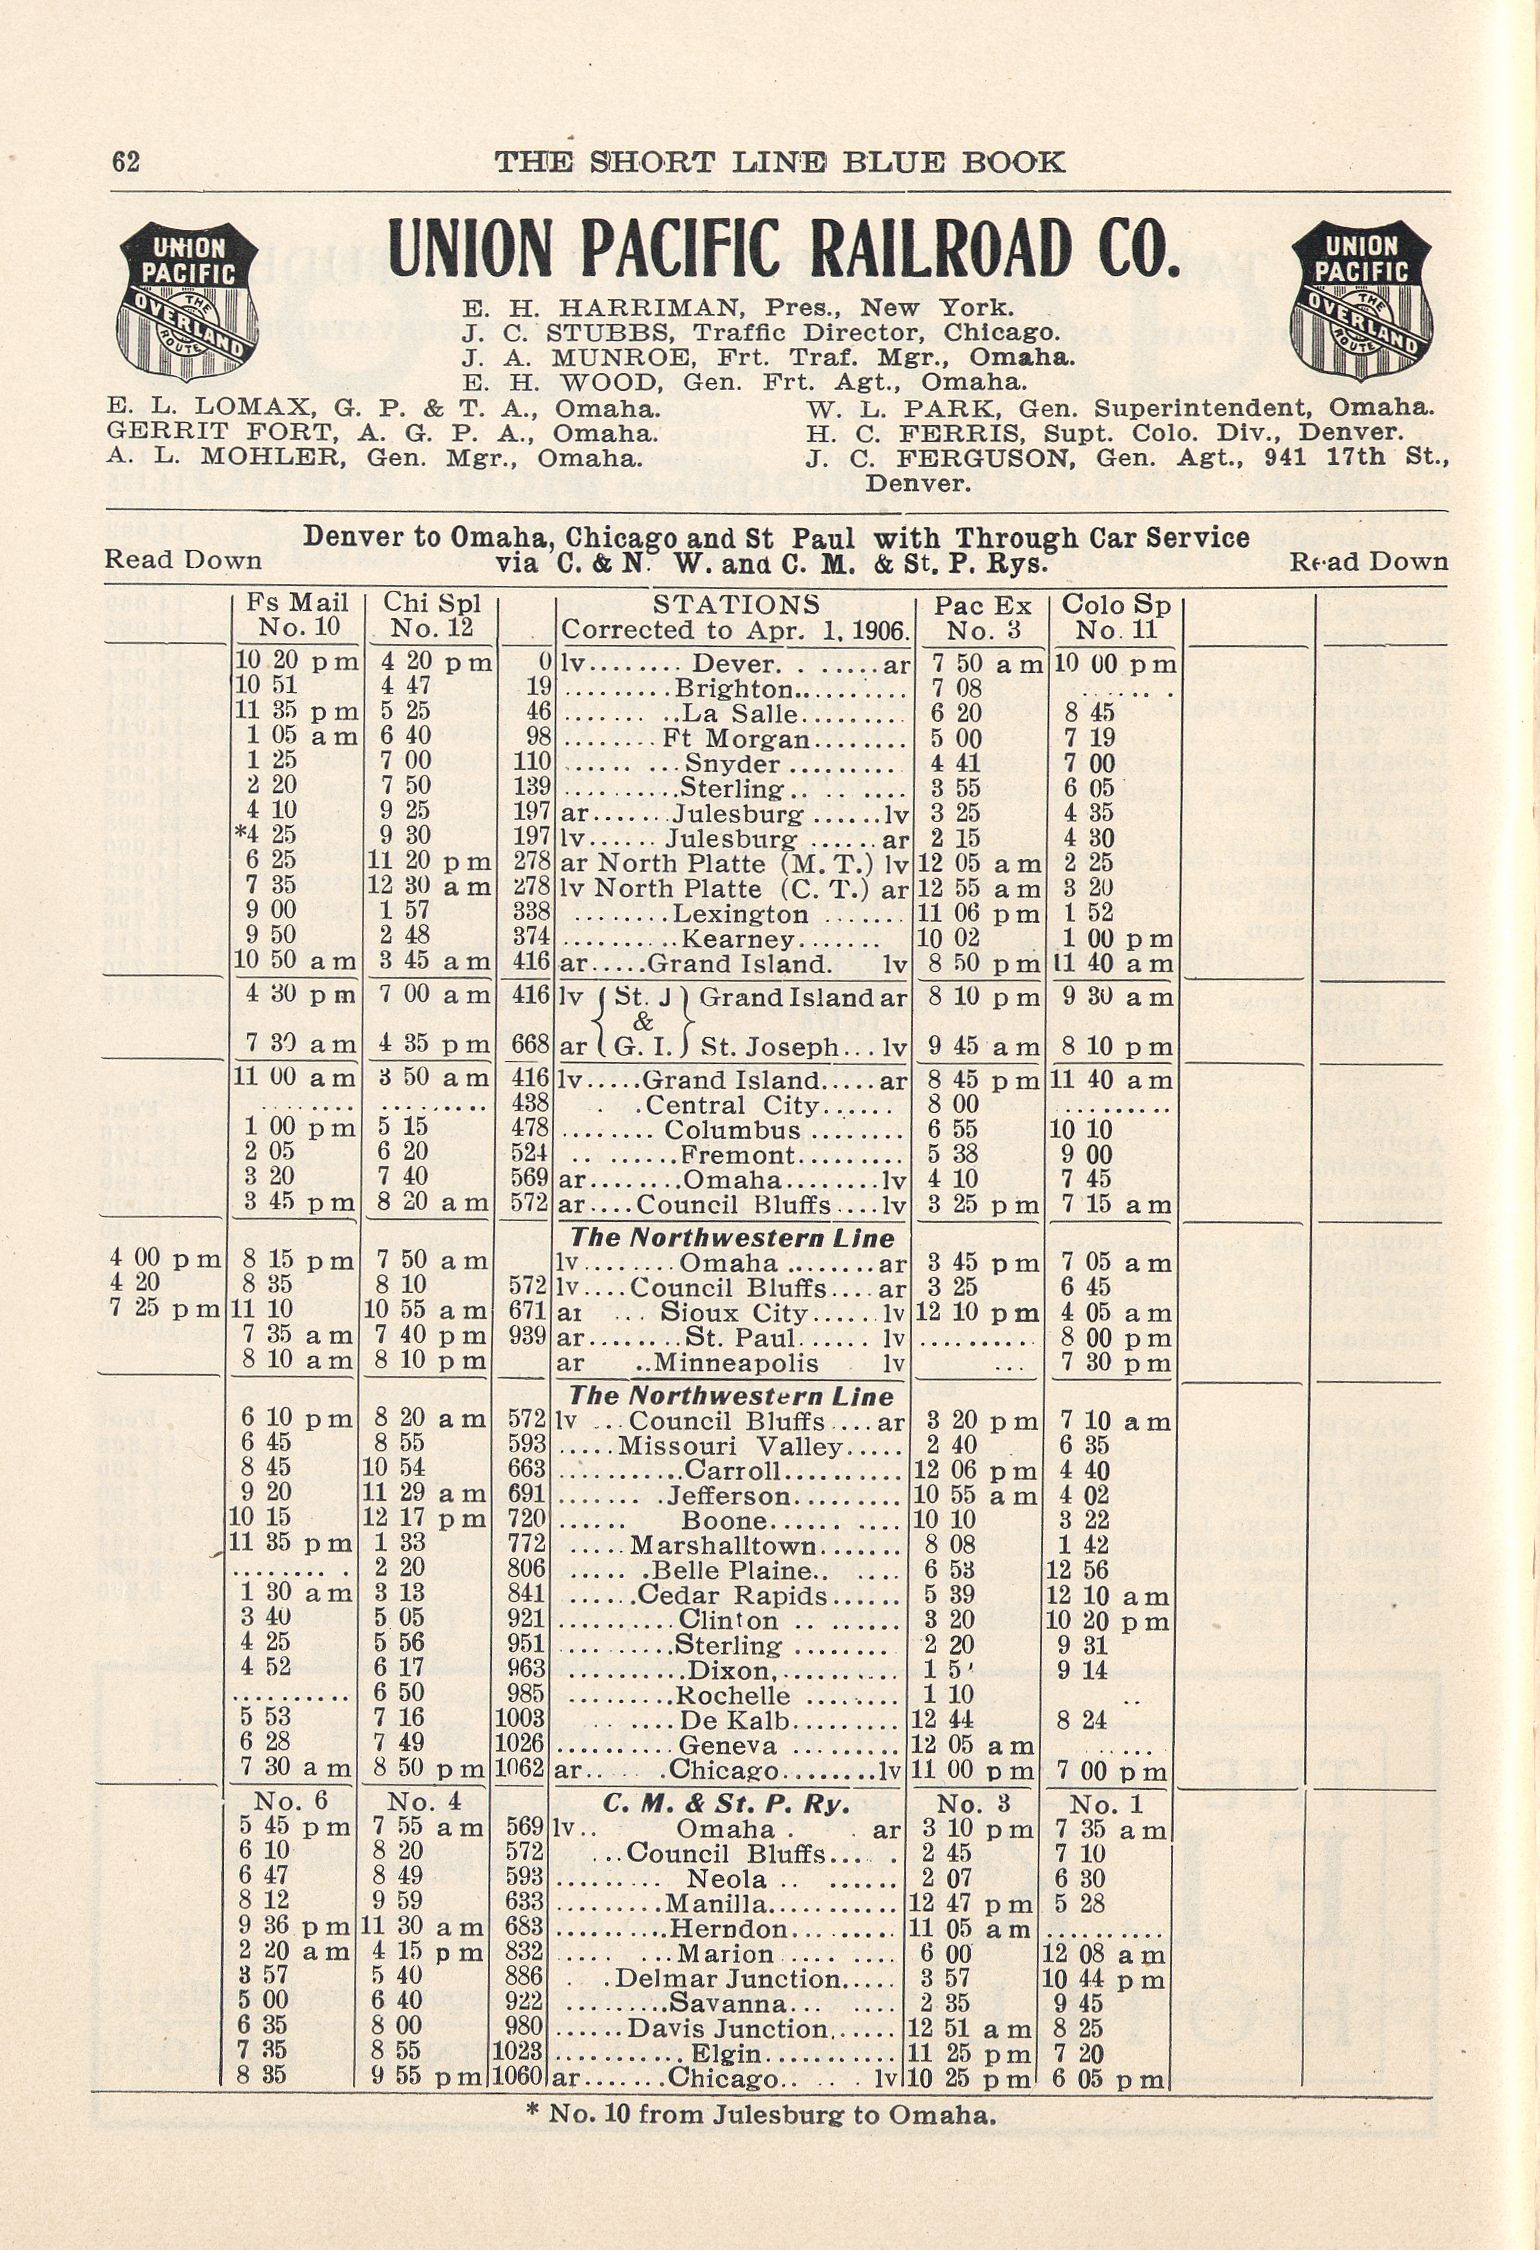 62 THE SHORT LINE BLUE BOOK
UNION PACIFIC THE OVERLAND ROUTE
UNION PACIFIC RAILROAD CO.
UNION PACIFIC THE OVERLAND ROUTE
E. H. HARRIMAN, Pres., New York.
J. C. STUBBS, Traffic Director, Chicago.
J. A. MUNROE, Frt. Traf. Mgr., Omaha.
E. H. WOOD, Gen. Frt. Agt., Omaha.
E. L. LOMAX, G. P. & T. A., Omaha. W. L. PARK, Gen. Superintendent, Omaha.
GERRIT FORT, A. G. P. A., Omaha. H. C. FERRIS, Supt. Colo. Div., Denver.
A. L. MOHLER, Gen. Mgr., Omaha. J. C. FERGUSON, Gen. Agt., 941 17th St.,
Denver.
Denver to Omaha, Chicago and St Paul with Through Car Service
Read Down via C. & N. W. and C. M. & St. P. Rys. Read Down
Fs Mail Chi Spl STATIONS Pac Ex Colo Sp
No. 10 No. 12 Corrected to Apr. 1, 1906. No. 3 No. 11
10 20 pm 4 20 pm 0 lv........ Dever. . ......ar 7 50 am 10 00 pm
10 51 4 47 19 .........Brighton.......... 7 08 ...... .
11 35 pm 5 25 46 ....... ..La Salle......... 6 20 8 45
1 05 am 6 40 98 ........Ft Morgan........ 5 00 7 19
1 25 7 00 110 ...... ...Snyder ......... 4 41 7 00
2 20 7 50 139 ..........Sterling.. .. .... 3 55 6 05
4 10 9 25 197 ar.......Julesburg ......lv 3 25 4 35
*4 25 9 30 197 lv...... Julesburg ......ar 2 15 4 30
6 25 11 20 pm 278 ar North Platte (M. T.) lv 12 05 am 2 25
7 35 12 30 am 278 lv North Platte (C. T.) ar 12 55 am 3 20
9 00 1 57 338 ........Lexington ....... 11 06 pm 1 52
9 50 2 48 374 ..........Kearney....... 10 02 1 00 pm
10 50 am 3 45 am 416 ar.....Grand Island. lv 8 50 pm 11 40 am
4 30 pm 7 00 am 416 lv { St. J } Grand Island ar 8 10 pm 9 30 am
&
7 30 am 4 35 pm 668 ar { G. I. } St. Joseph...lv 9 45 am 8 10 pm
11 00 am 3 50 am 416 lv.....Grand Island.....ar 8 45 pm 11 40 am
......... ......... 438 . .Central City...... 8 00 ..........
1 00 pm 5 15 478 ........ Columbus ........ 6 55 10 10
2 05 6 20 524 .. .......Fremont......... 5 38 9 00
3 20 7 40 569 ar........Omaha........lv 4 10 7 45
3 45 pm 8 20 am 572 ar....Council Bluffs....lv 3 25 pm 7 15 am
The Northwestern Line
4 00 pm 8 15 pm 7 50 am lv........Omaha ........ar 3 45 pm 7 05 am
4 20 8 35 8 10 572 lv....Council Bluffs....ar 3 25 6 45
7 25 pm 11 10 10 55 am 671 ar ... Sioux City......lv 12 10 pm 4 05 am
7 35 am 7 40 pm 939 ar........St. Paul...... lv .......... 8 00 pm
8 10 am 8 10 pm ar ..Minneapolis lv ... 7 30 pm
The Northwestern Line
6 10 pm 8 20 am 572 lv ...Council Bluffs....ar 3 20 pm 7 10 am
6 45 8 55 593 .....Missouri Valley..... 2 40 6 35
8 45 10 54 663 ...........Carroll.......... 12 06 pm 4 40
9 20 11 29 am 691 ....... .Jefferson......... 10 55 am 4 02
10 15 12 17 pm 720 ...... Boone...... .... 10 10 3 22
11 35 pm 1 33 772 .....Marshalltown....... 8 08 1 42
........ . 2 20 806 ..... .Belle Plaine.. .... 6 53 12 56
1 30 am 3 13 841 ......Cedar Rapids...... 5 39 12 10 am
3 40 5 05 921 ..........Clinton .. ...... 3 20 10 20 pm
4 25 5 56 951 ..........Sterling ........ 2 20 9 31
4 52 6 17 963 ..........Dixon.......... 1 5 9 14
.......... 6 50 985 .........Rochelle ....... 1 10 ..
5 53 7 16 1003 .. ....De Kalb......... 12 44 8 24
6 28 7 49 1026 ..........Geneva ......... 12 05 am ......
7 30 am 8 50 pm 1062 ar.. . .Chicago........lv 11 00 pm 7 00 pm
No. 6 No. 4 C. M. & St. P. Ry. No. 3 No. 1
5 45 pm 7 55 am 569 lv.. Omaha . . ar 3 10 pm 7 35 am
6 10 8 20 572 ...Council Bluffs... . 2 45 7 10
6 47 8 49 593 ......... Neola .. ...... 2 07 6 30
8 12 9 59 633 .........Manilla........... 12 47 pm 5 28
9 36 pm 11 30 am 683 ..........Herndon......... 11 05 am ..........
2 20 am 4 15 pm 832 ..... ...Marion ..... .... 6 00 12 08 am
3 57 5 40 886 . .Delmar Junction..... 3 57 10 44 pm
5 00 6 40 922 .........Savanna... .... 2 35 9 45
6 35 8 00 980 ......Davis Junction...... 12 51 am 8 25
7 35 8 55 1023 ........... Elgin........... 11 25 pm 7 20
8 35 9 55 pm 1060 ar.......Chicago.. .. . lv 10 25 pm 6 05 pm
* No. 10 from Julesburg to Omaha.